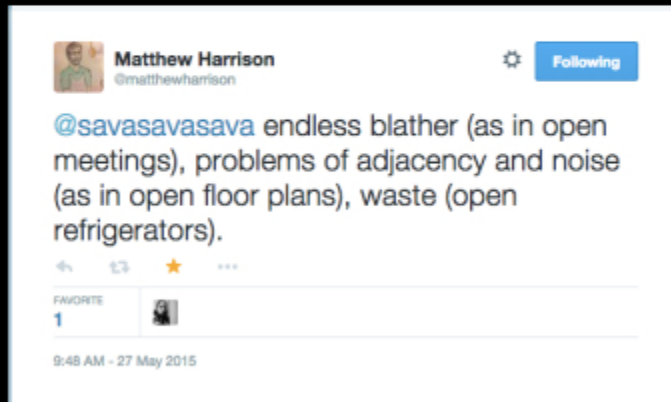 Matthew Harrison
@matthewharrison
Following
@savasavasava endless blather (as in open
meetings), problems of adjacency and noise
(as in open floor plans), waste (open
refrigerators).
FAVORITE
1
9:48 AM - 27 May 2015